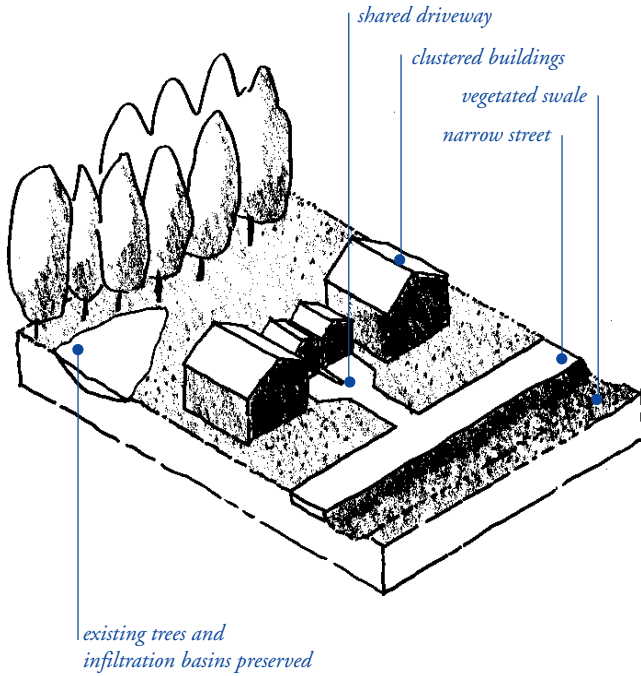 shared driveway
clustered buildings
vegetated swale
narrow street
existing trees and
infiltration basins preserved